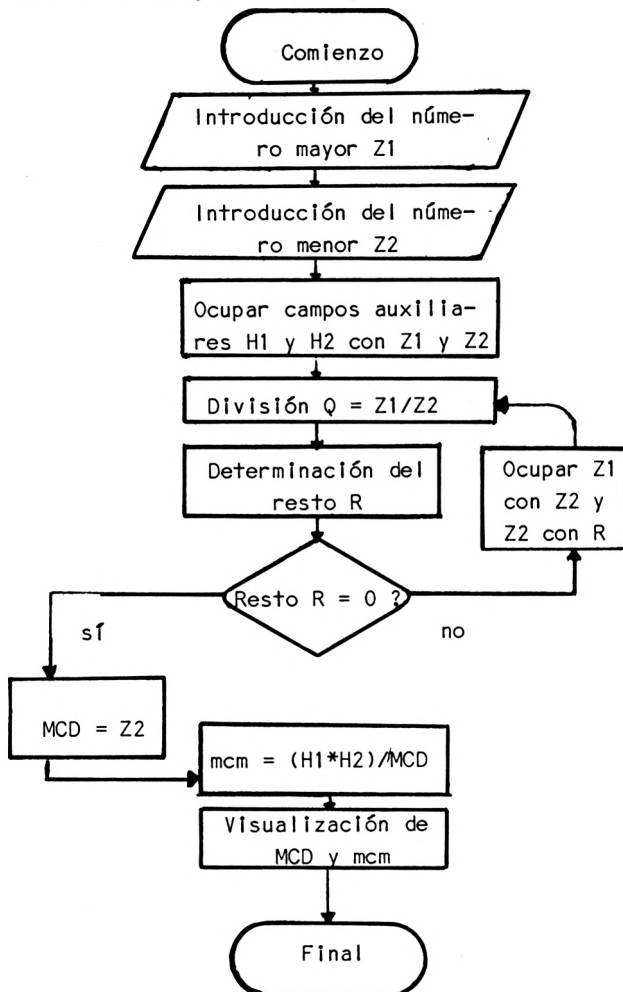 Comienzo
Introducción del núme-
ro mayor Z1
Introducción del núme-
ro menor Z2
Ocupar campos auxilia-
res H1 y H2 con Z1 y Z2
División Q = Z1/Z2
Determinación del
resto R
Ocupar Z1
con Z2 y
Z2 con R
Resto R = 0 ?
sí
no
MCD = Z2
mcm = (H1*H2)/MCD
Visualización de
MCD y mcm
Final